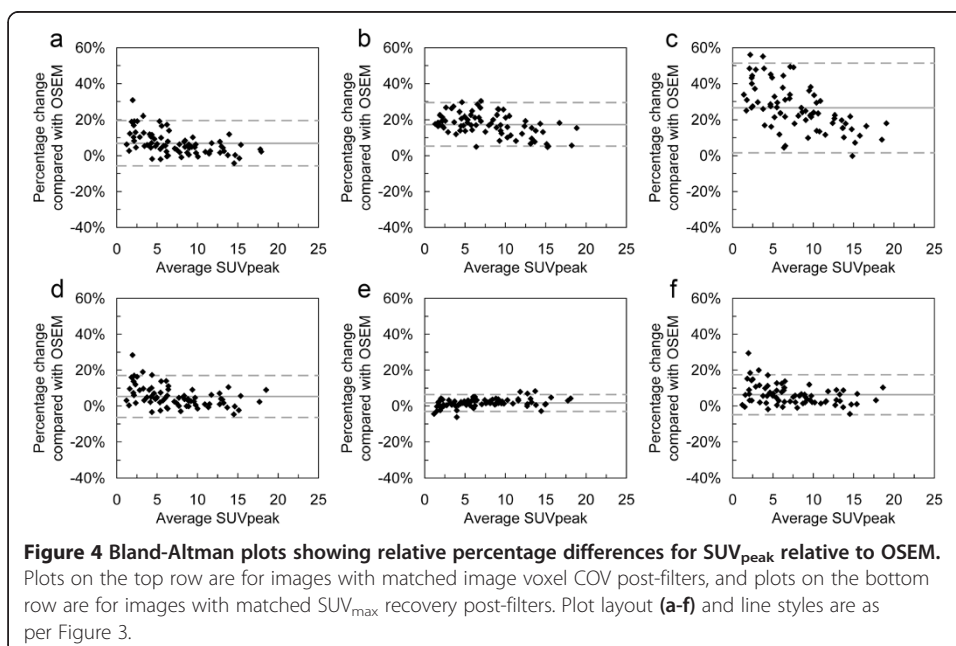 a b c
60% 60% 60%
40% 40% 40%
20% 20% 20%
0% 0% 0%
-20% -20% -20%
-40% -40% -40%
Percentage change
compared with OSEM
Percentage change
compared with OSEM
Percentage change
compared with OSEM
0 5 10 15 20 25 0 5 10 15 20 25 0 5 10 15 20 25
Average SUVpeak Average SUVpeak Average SUVpeak
d e f
60% 60% 60%
40% 40% 40%
20% 20% 20%
0% 0% 0%
-20% -20% -20%
-40% -40% -40%
Percentage change
compared with OSEM
Percentage change
compared with OSEM
Percentage change
compared with OSEM
0 5 10 15 20 25 0 5 10 15 20 25 0 5 10 15 20 25
Average SUVpeak Average SUVpeak Average SUVpeak
Figure 4 Bland-Altman plots showing relative percentage differences for SUVpeak relative to OSEM.
Plots on the top row are for images with matched image voxel COV post-filters, and plots on the bottom
row are for images with matched SUVmax recovery post-filters. Plot layout (a-f) and line styles are as
per Figure 3.